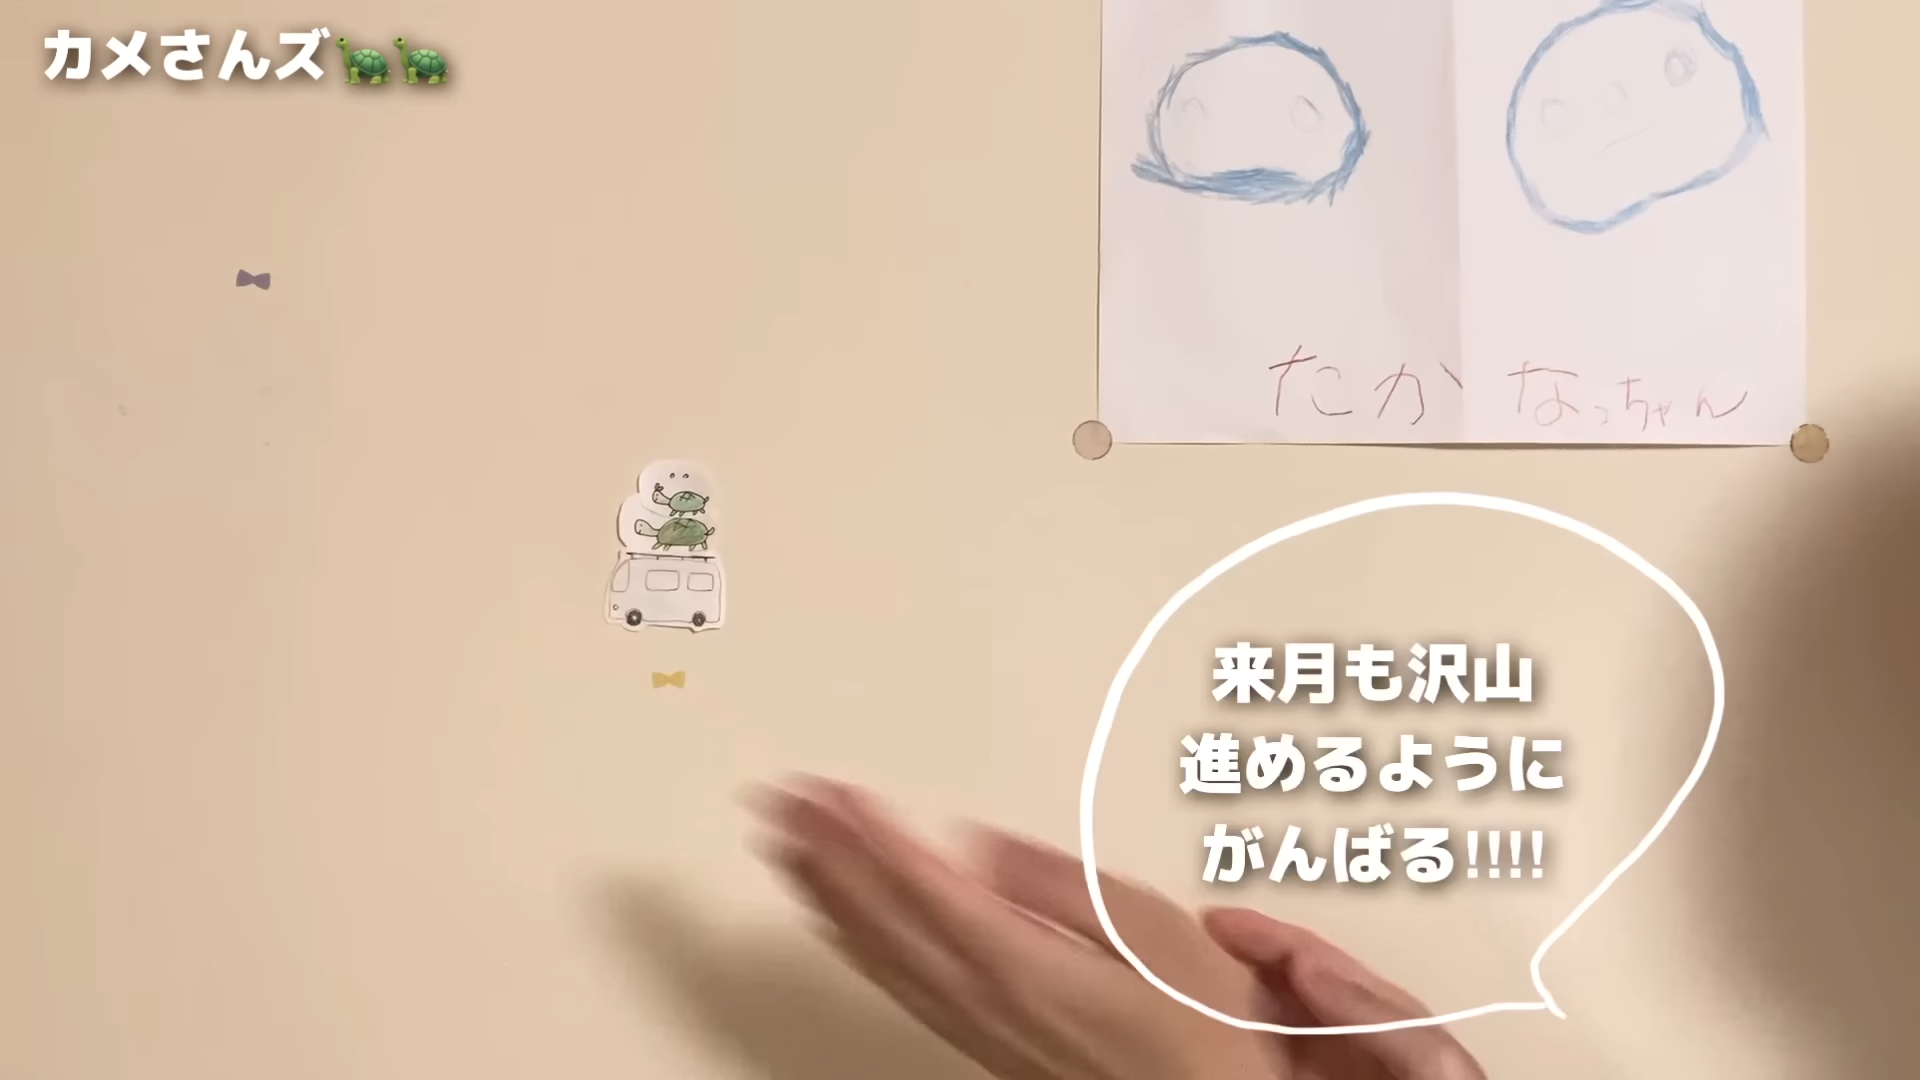 カメさんズ🐢🐢
たか なっちゃん
来月も沢山
進めるように
がんばる!!!!